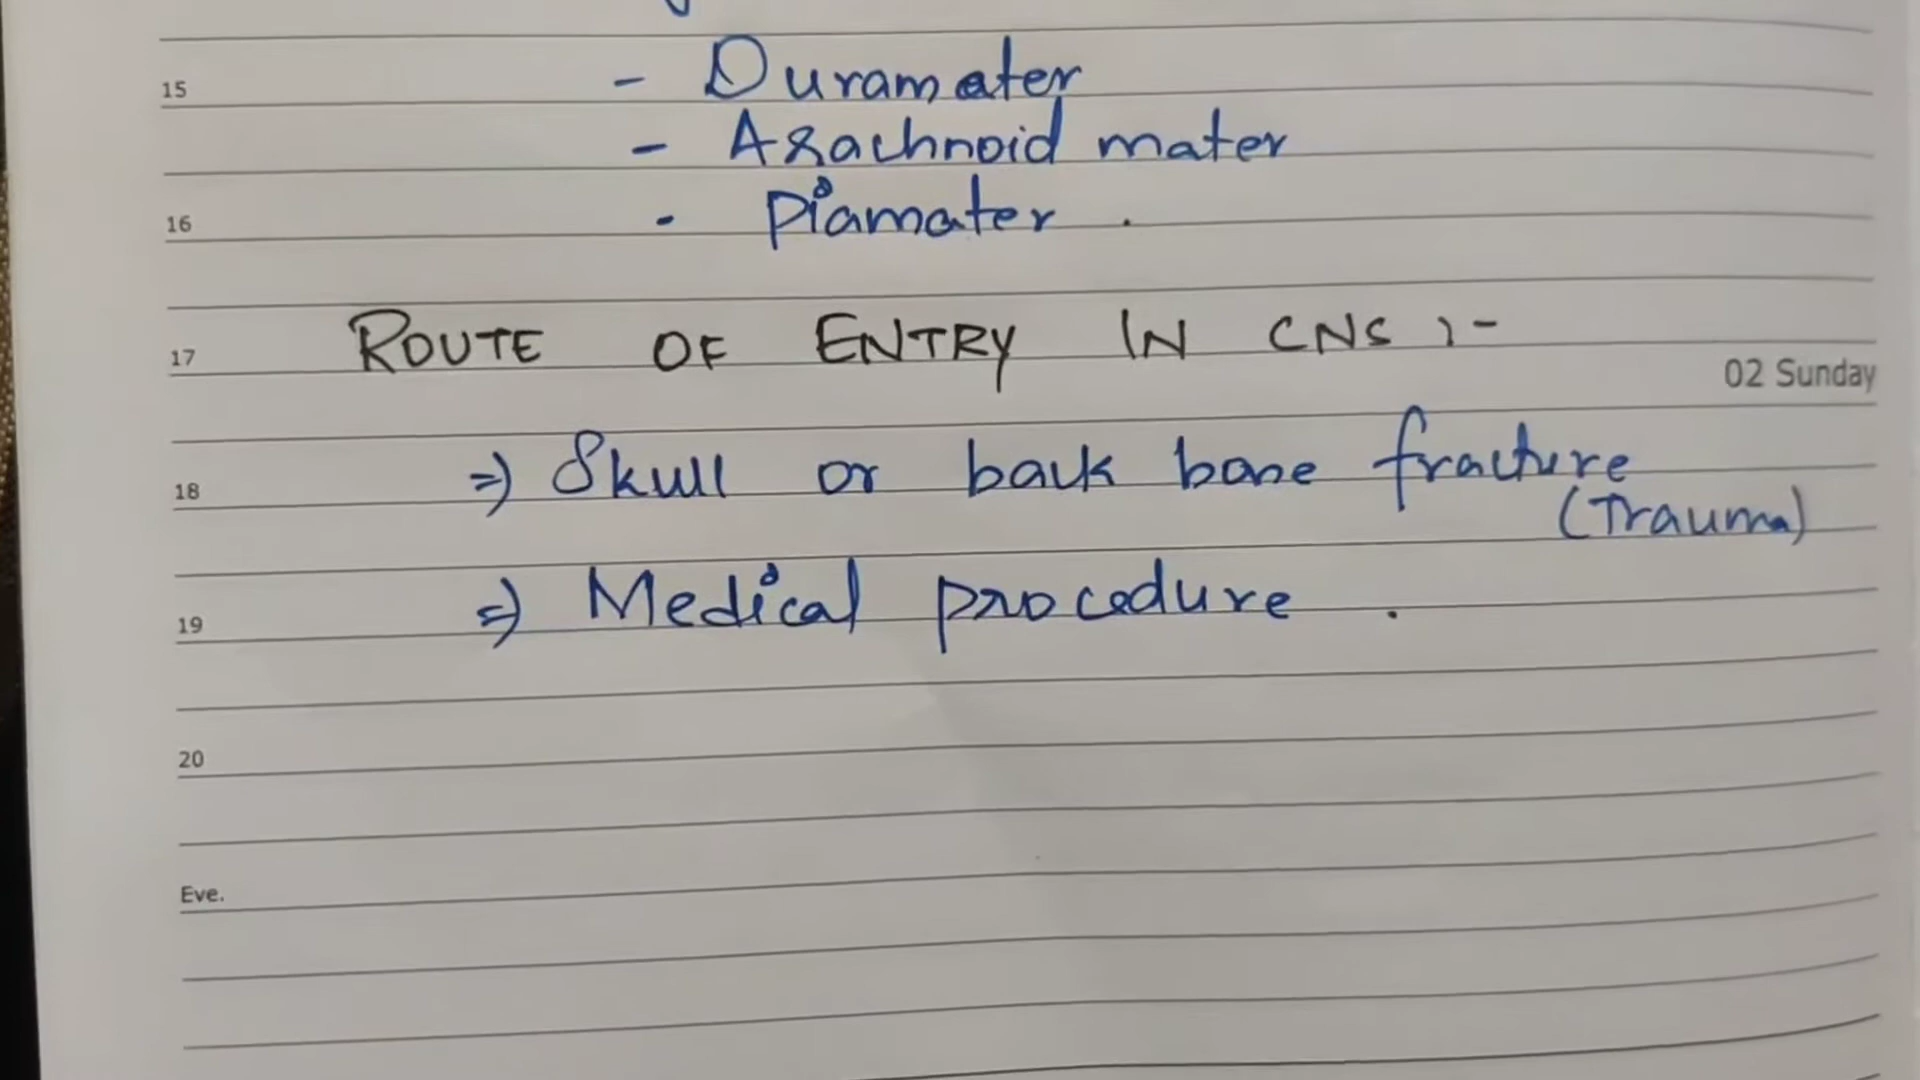 15 - Duramater
- Arachnoid mater
16 - Piamater .
17 ROUTE OF ENTRY IN CNS :-
02 Sunday
18 => Skull or back bone fracture
(Trauma)
19 => Medical procedure .
20
Eve.